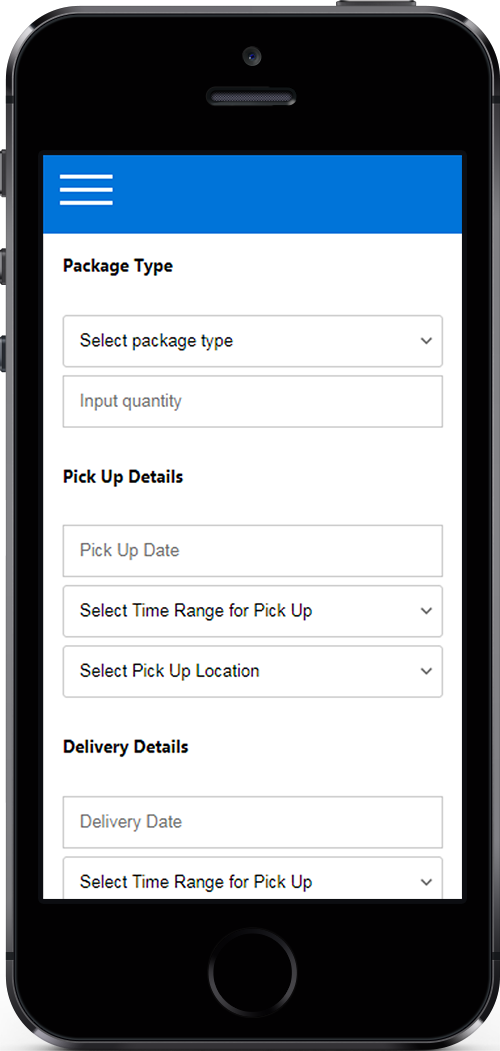 Package Type
Select package type
Input quantity
Pick Up Details
Pick Up Date
Select Time Range for Pick Up
Select Pick Up Location
Delivery Details
Delivery Date
Select Time Range for Pick Up